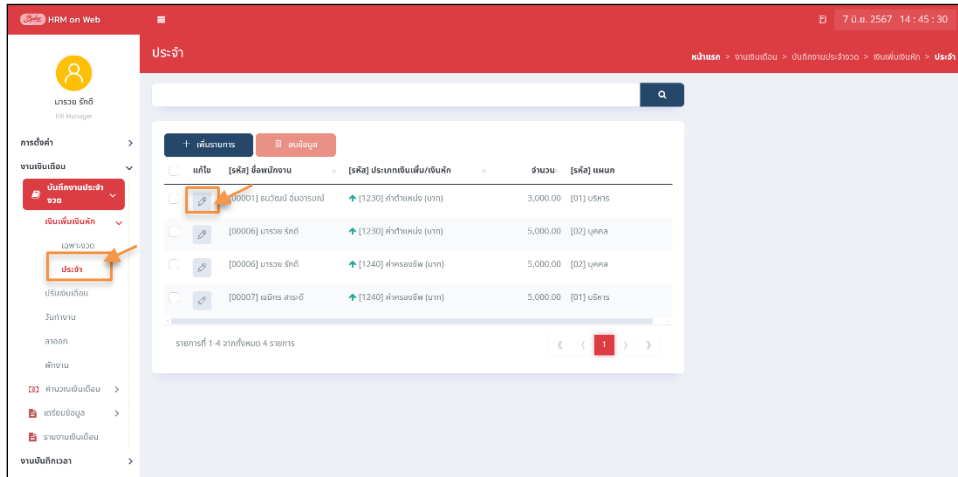 HRM on Web
7 มิ.ย. 2567 14 : 45 : 30
ประจำ
หน้าแรก > งานเงินเดือน > บันทึกงานประจำงวด > เงินเพิ่มเงินหัก > ประจำ
มารวย รักดี
HR Manager
การตั้งค่า
งานเงินเดือน
บันทึกงานประจำ
งวด
เงินเพิ่มเงินหัก
เฉพาะงวด
ประจำ
ปรับเงินเดือน
วันทำงาน
ลาออก
พักงาน
คำนวณเงินเดือน
เตรียมข้อมูล
รายงานเงินเดือน
งานบันทึกเวลา
+ เพิ่มรายการ
ลบข้อมูล
แก้ไข [รหัส] ชื่อพนักงาน [รหัส] ประเภทเงินเพิ่ม/เงินหัก จำนวน [รหัส] แผนก
[00001] ธนวัฒน์ อิ่มอารมณ์ [1230] ค่าตำแหน่ง (บาท) 3,000.00 [01] บริหาร
[00006] มารวย รักดี [1230] ค่าตำแหน่ง (บาท) 5,000.00 [02] บุคคล
[00006] มารวย รักดี [1240] ค่าครองชีพ (บาท) 5,000.00 [02] บุคคล
[00007] เมธิกร สาระดี [1240] ค่าครองชีพ (บาท) 5,000.00 [01] บริหาร
รายการที่ 1-4 จากทั้งหมด 4 รายการ
1